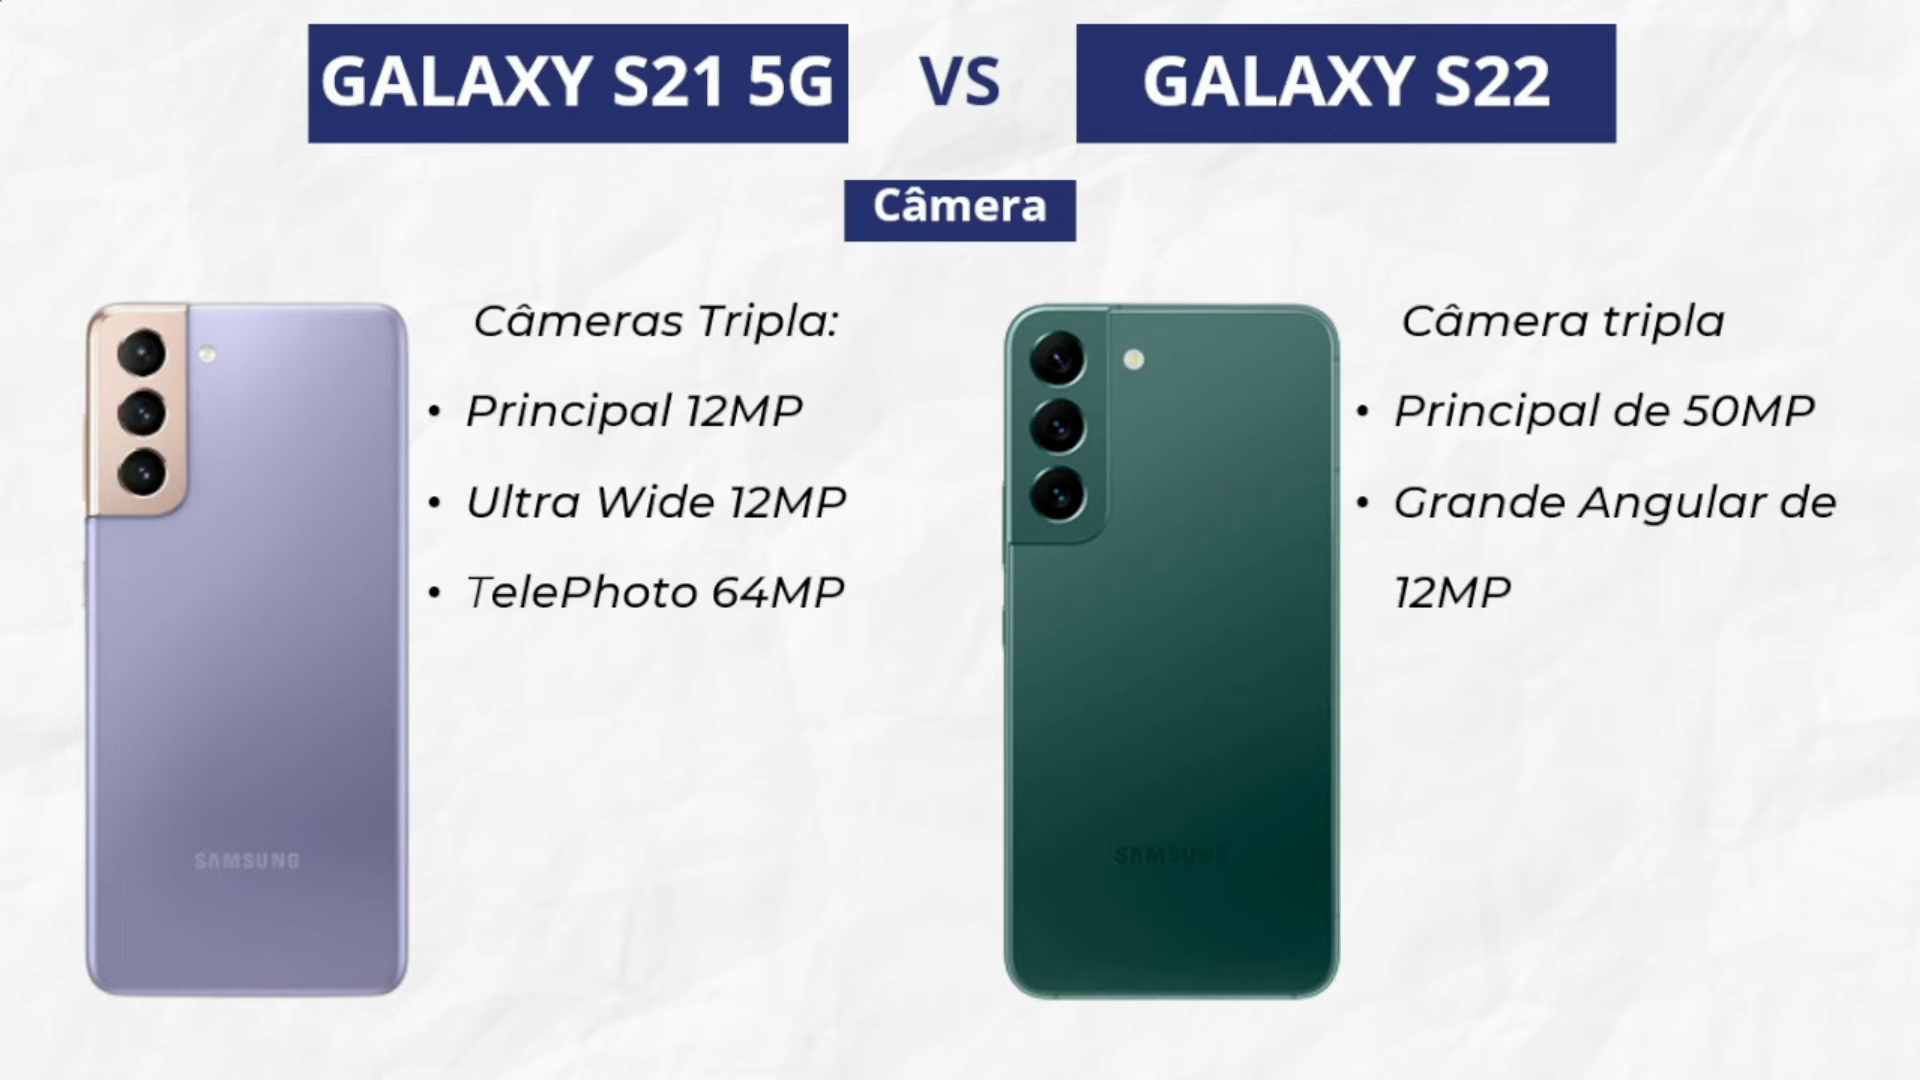 GALAXY S21 5G VS GALAXY S22
Câmera
Câmeras Tripla:
• Principal 12MP
• Ultra Wide 12MP
• TelePhoto 64MP
SAMSUNG
Câmera tripla
• Principal de 50MP
• Grande Angular de
12MP
SAMSUNG